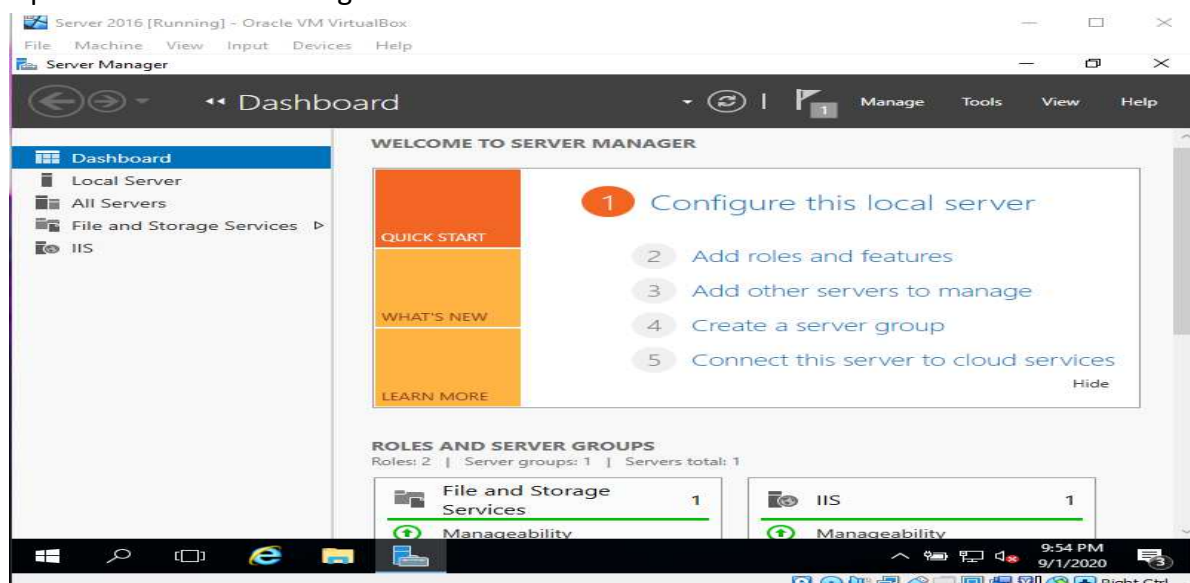 Server 2016 [Running] - Oracle VM VirtualBox
File Machine View Input Devices Help
Server Manager
Dashboard
1 Manage Tools View Help
Dashboard
Local Server
All Servers
File and Storage Services
IIS
WELCOME TO SERVER MANAGER
QUICK START
WHAT'S NEW
LEARN MORE
1 Configure this local server
2 Add roles and features
3 Add other servers to manage
4 Create a server group
5 Connect this server to cloud services
Hide
ROLES AND SERVER GROUPS
Roles: 2 | Server groups: 1 | Servers total: 1
File and Storage
Services
1
Manageability
IIS 1
Manageability
9:54 PM
9/1/2020
3
Right Ctrl